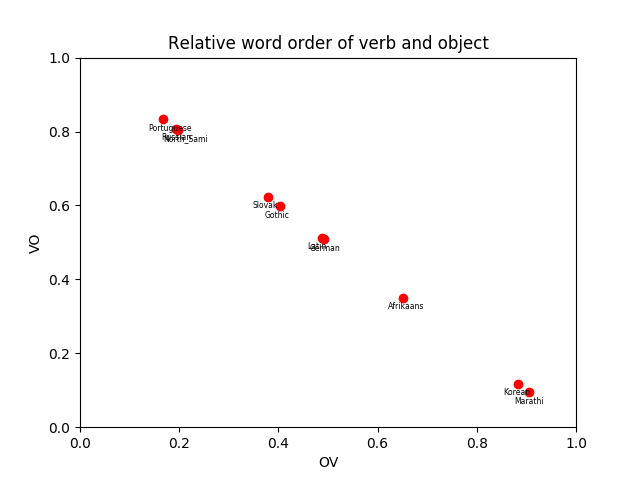 Relative word order of verb and object
1.0
0.8
0.6
0.4
0.2
0.0
VO
Portuguese
Russian
North_Sami
Slovak
Gothic
Latin
German
Afrikaans
Korean
Marathi
0.0 0.2 0.4 0.6 0.8 1.0
OV